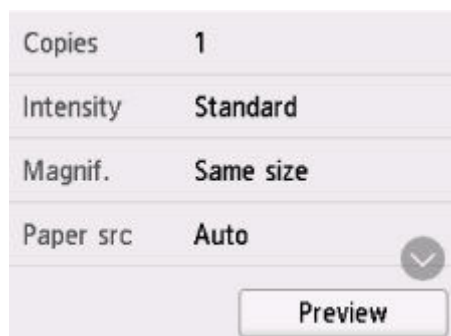 Copies 1
Intensity Standard
Magnif. Same size
Paper src Auto
Preview